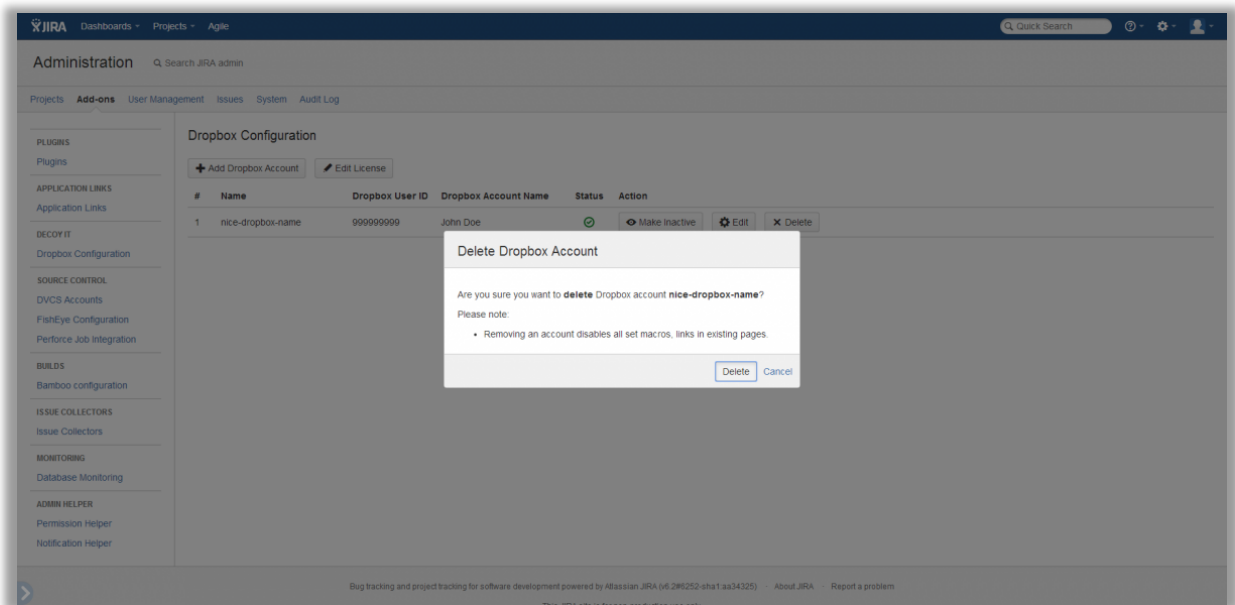 JIRA Dashboards Projects Agile Quick Search
Administration Search JIRA admin
Projects Add-ons User Management Issues System Audit Log
PLUGINS
Plugins
APPLICATION LINKS
Application Links
DECOY IT
Dropbox Configuration
SOURCE CONTROL
DVCS Accounts
FishEye Configuration
Perforce Job Integration
BUILDS
Bamboo configuration
ISSUE COLLECTORS
Issue Collectors
MONITORING
Database Monitoring
ADMIN HELPER
Permission Helper
Notification Helper
Dropbox Configuration
Add Dropbox Account Edit License
# Name Dropbox User ID Dropbox Account Name Status Action
1 nice-dropbox-name 999999999 John Doe Make Inactive Edit Delete
Delete Dropbox Account
Are you sure you want to delete Dropbox account nice-dropbox-name?
Please note:
• Removing an account disables all set macros, links in existing pages.
Delete Cancel
Bug tracking and project tracking for software development powered by Atlassian JIRA (v6.2#6252-sha1:aa34325) · About JIRA · Report a problem